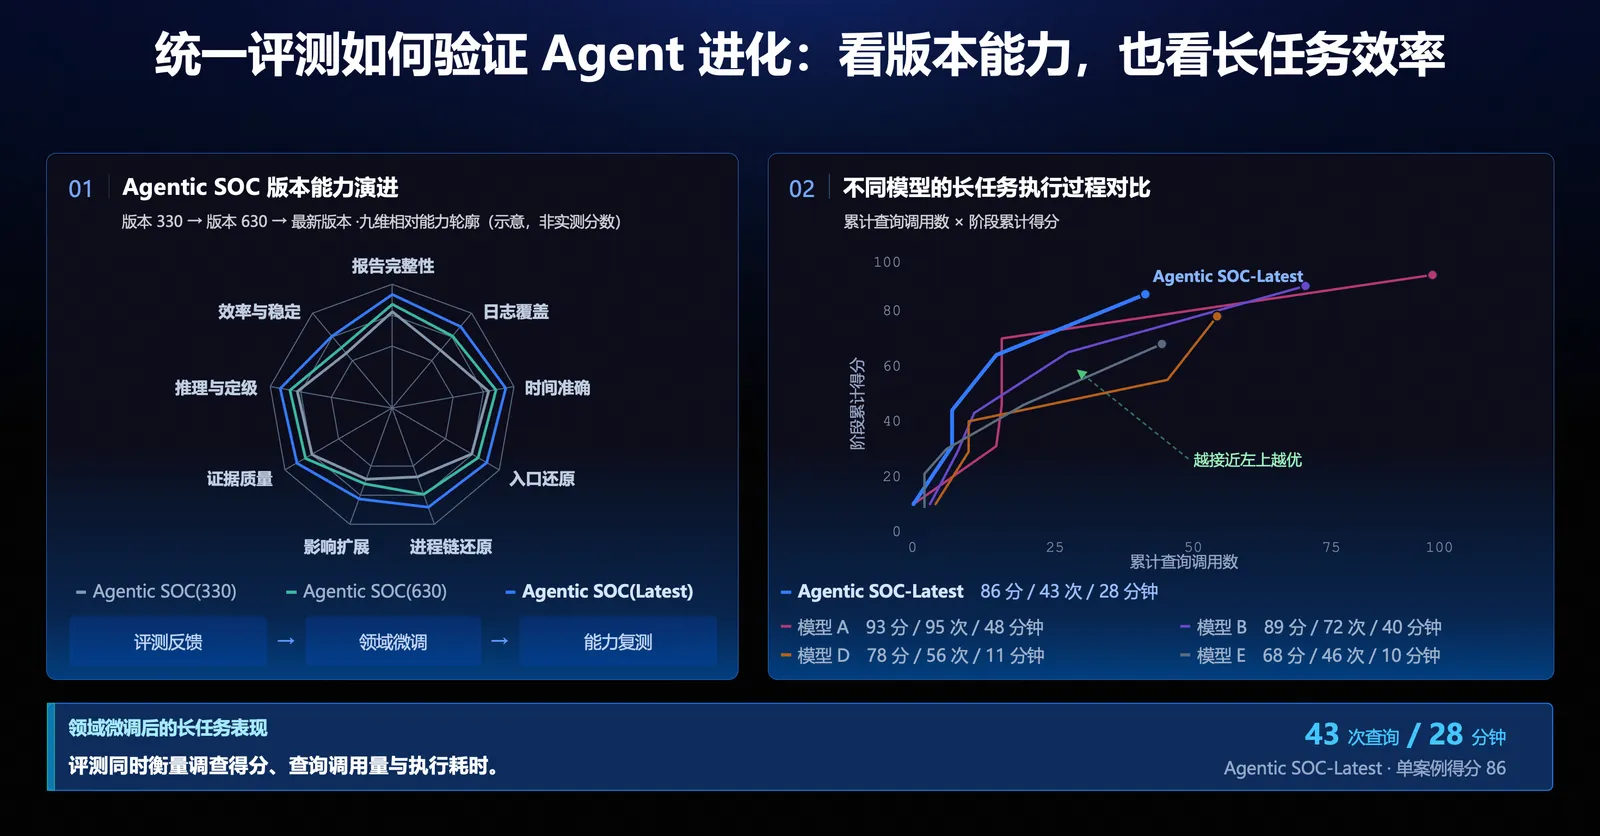 统一评测如何验证 Agent 进化：看版本能力，也看长任务效率
01
Agentic SOC 版本能力演进
版本 330 → 版本 630 → 最新版本 ·九维相对能力轮廓（示意，非实测分数）
报告完整性
效率与稳定
日志覆盖
推理与定级
时间准确
证据质量
入口还原
影响扩展
进程链还原
Agentic SOC(330)
Agentic SOC(630)
Agentic SOC(Latest)
评测反馈 → 领域微调 → 能力复测
02
不同模型的长任务执行过程对比
累计查询调用数 × 阶段累计得分
100
80
60
40
20
0
阶段累计得分
Agentic SOC-Latest
越接近左上越优
0 25 50 75 100
累计查询调用数
Agentic SOC-Latest 86 分 / 43 次 / 28 分钟
模型 A 93 分 / 95 次 / 48 分钟
模型 B 89 分 / 72 次 / 40 分钟
模型 D 78 分 / 56 次 / 11 分钟
模型 E 68 分 / 46 次 / 10 分钟
领域微调后的长任务表现
评测同时衡量调查得分、查询调用量与执行耗时。
43 次查询 / 28 分钟
Agentic SOC-Latest · 单案例得分 86